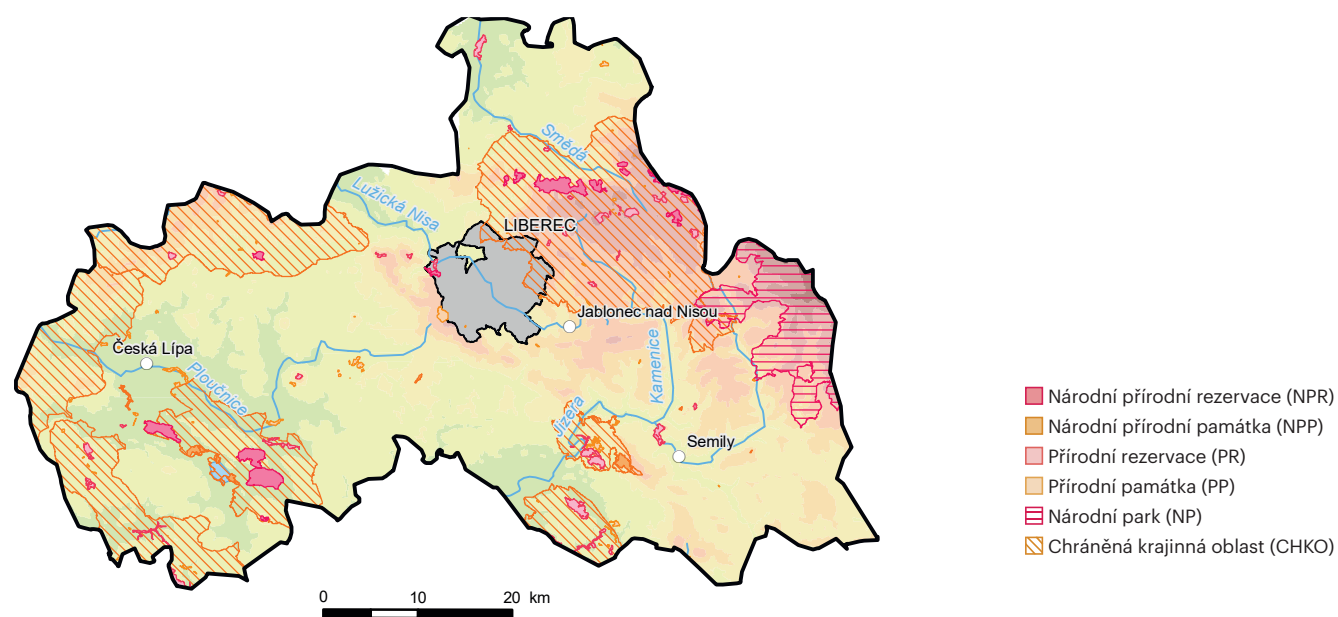 Smědá
Lužická Nisa
LIBEREC
Jablonec nad Nisou
Česká Lípa
Ploučnice
Kamenice
Jizera
Semily
Národní přírodní rezervace (NPR)
Národní přírodní památka (NPP)
Přírodní rezervace (PR)
Přírodní památka (PP)
Národní park (NP)
Chráněná krajinná oblast (CHKO)
0 10 20 km